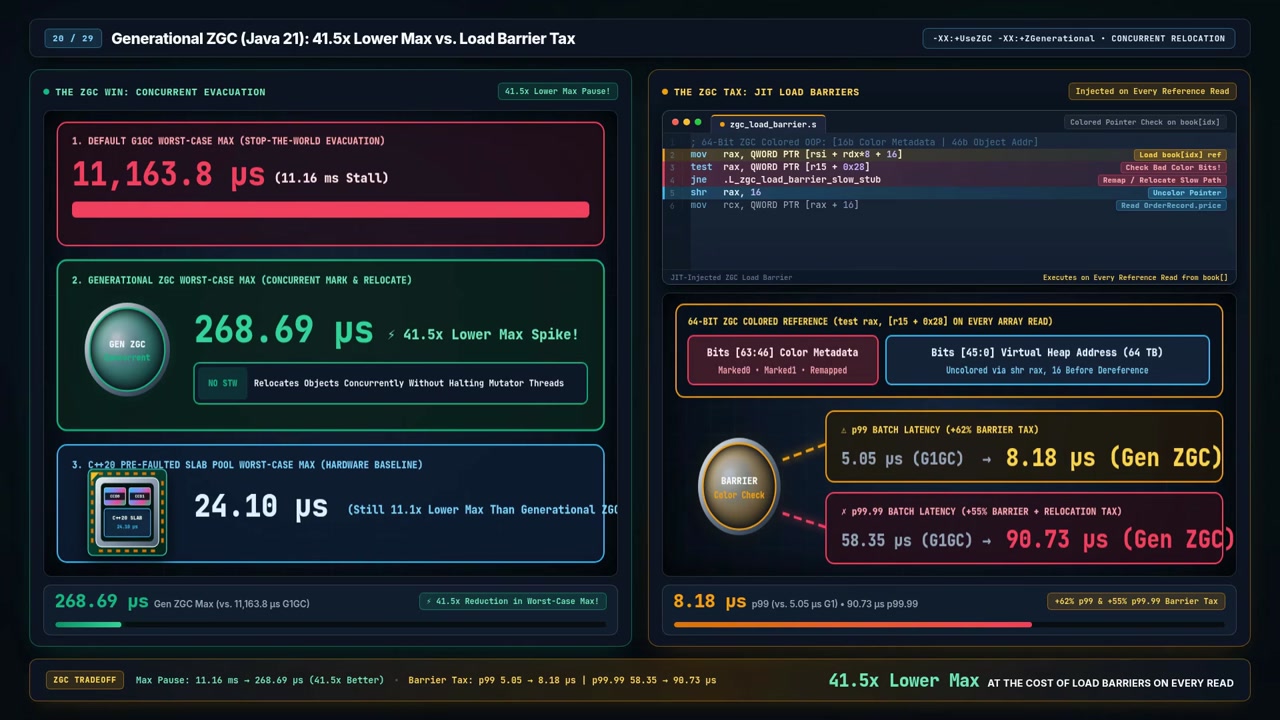 20 / 29
Generational ZGC (Java 21): 41.5x Lower Max vs. Load Barrier Tax
-XX:+UseZGC -XX:+ZGenerational • CONCURRENT RELOCATION
THE ZGC WIN: CONCURRENT EVACUATION
41.5x Lower Max Pause!
1. DEFAULT G1GC WORST-CASE MAX (STOP-THE-WORLD EVACUATION)
11,163.8 µs (11.16 ms Stall)
2. GENERATIONAL ZGC WORST-CASE MAX (CONCURRENT MARK & RELOCATE)
GEN ZGC
Concurrent
268.69 µs ⚡ 41.5x Lower Max Spike!
NO STW
Relocates Objects Concurrently Without Halting Mutator Threads
3. C++20 PRE-FAULTED SLAB POOL WORST-CASE MAX (HARDWARE BASELINE)
CCD0
CCD1
C++20 SLAB
24.10 µs
24.10 µs
(Still 11.1x Lower Max Than Generational ZGC
268.69 µs Gen ZGC Max (vs. 11,163.8 µs G1GC)
⚡ 41.5x Reduction in Worst-Case Max!
THE ZGC TAX: JIT LOAD BARRIERS
Injected on Every Reference Read
zgc_load_barrier.s
Colored Pointer Check on book[idx]
1 ; 64-Bit ZGC Colored OOP: [16b Color Metadata | 46b Object Addr]
2 mov rax, QWORD PTR [rsi + rdx*8 + 16] Load book[idx] ref
3 test rax, QWORD PTR [r15 + 0x28] Check Bad Color Bits!
4 jne .L_zgc_load_barrier_slow_stub Remap / Relocate Slow Path
5 shr rax, 16 Uncolor Pointer
6 mov rcx, QWORD PTR [rax + 16] Read OrderRecord.price
JIT-Injected ZGC Load Barrier
Executes on Every Reference Read from book[]
64-BIT ZGC COLORED REFERENCE (test rax, [r15 + 0x28] ON EVERY ARRAY READ)
Bits [63:46] Color Metadata
Marked0 • Marked1 • Remapped
Bits [45:0] Virtual Heap Address (64 TB)
Uncolored via shr rax, 16 Before Dereference
BARRIER
Color Check
⚠ p99 BATCH LATENCY (+62% BARRIER TAX)
5.05 µs (G1GC) → 8.18 µs (Gen ZGC)
✗ p99.99 BATCH LATENCY (+55% BARRIER + RELOCATION TAX)
58.35 µs (G1GC) → 90.73 µs (Gen ZGC)
8.18 µs p99 (vs. 5.05 µs G1) • 90.73 µs p99.99
+62% p99 & +55% p99.99 Barrier Tax
ZGC TRADEOFF
Max Pause: 11.16 ms → 268.69 µs (41.5x Better) · Barrier Tax: p99 5.05 → 8.18 µs | p99.99 58.35 → 90.73 µs
41.5x Lower Max AT THE COST OF LOAD BARRIERS ON EVERY READ